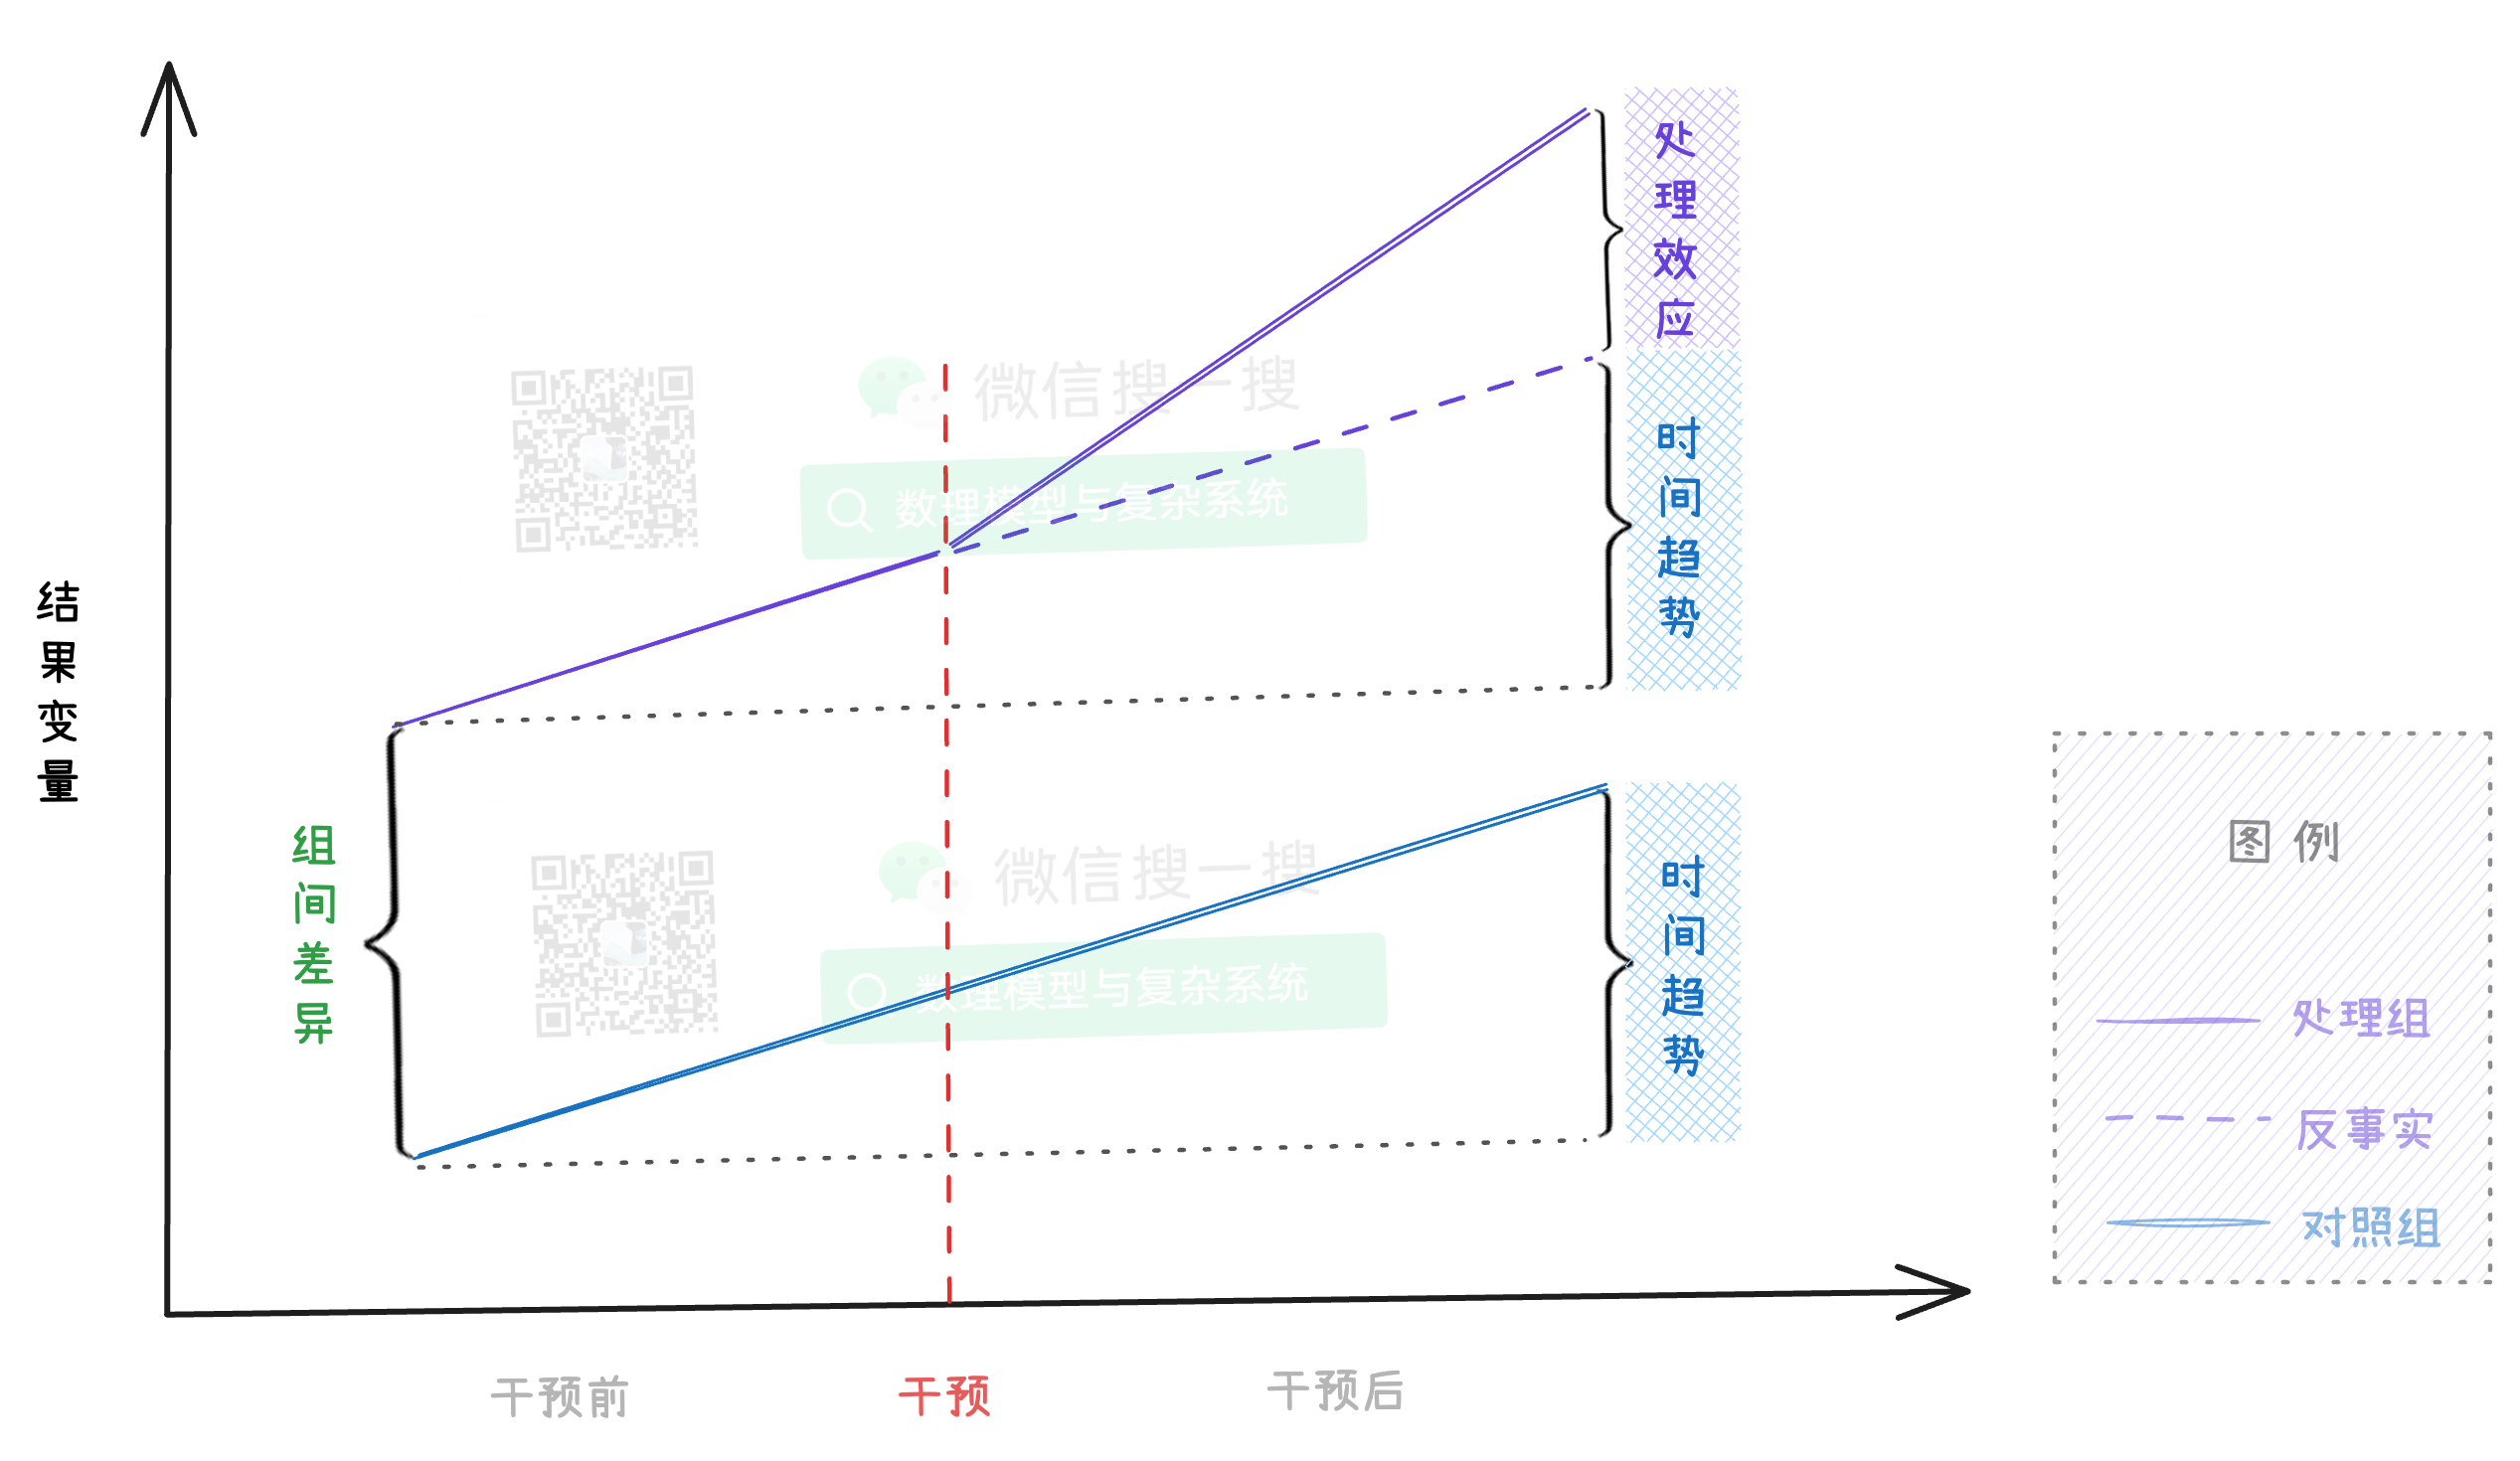 处理效应
微信搜一搜
时间趋势
数理模型与复杂系统
结果变量
组间差异
图例
微信搜一搜
时间趋势
数理模型与复杂系统
处理组
反事实
对照组
干预前
干预
干预后